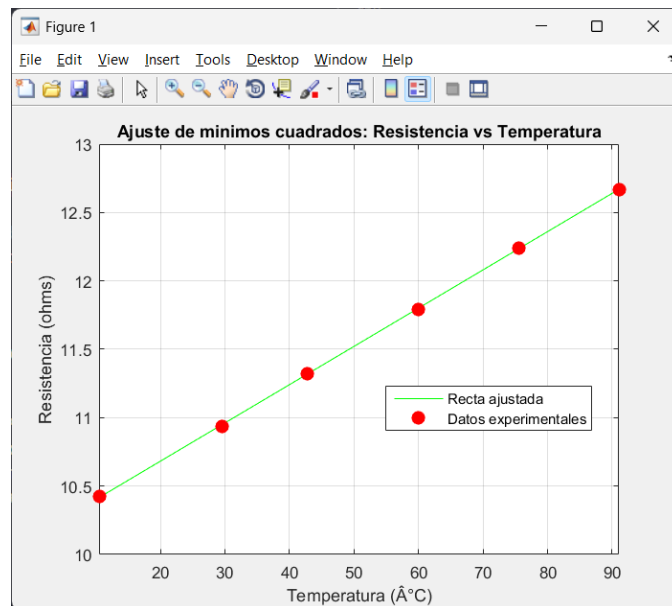 Figure 1
File Edit View Insert Tools Desktop Window Help
Ajuste de minimos cuadrados: Resistencia vs Temperatura
13
12.5
12
11.5
11
10.5
10
Resistencia (ohms)
Recta ajustada
Datos experimentales
20 30 40 50 60 70 80 90
Temperatura (Â°C)